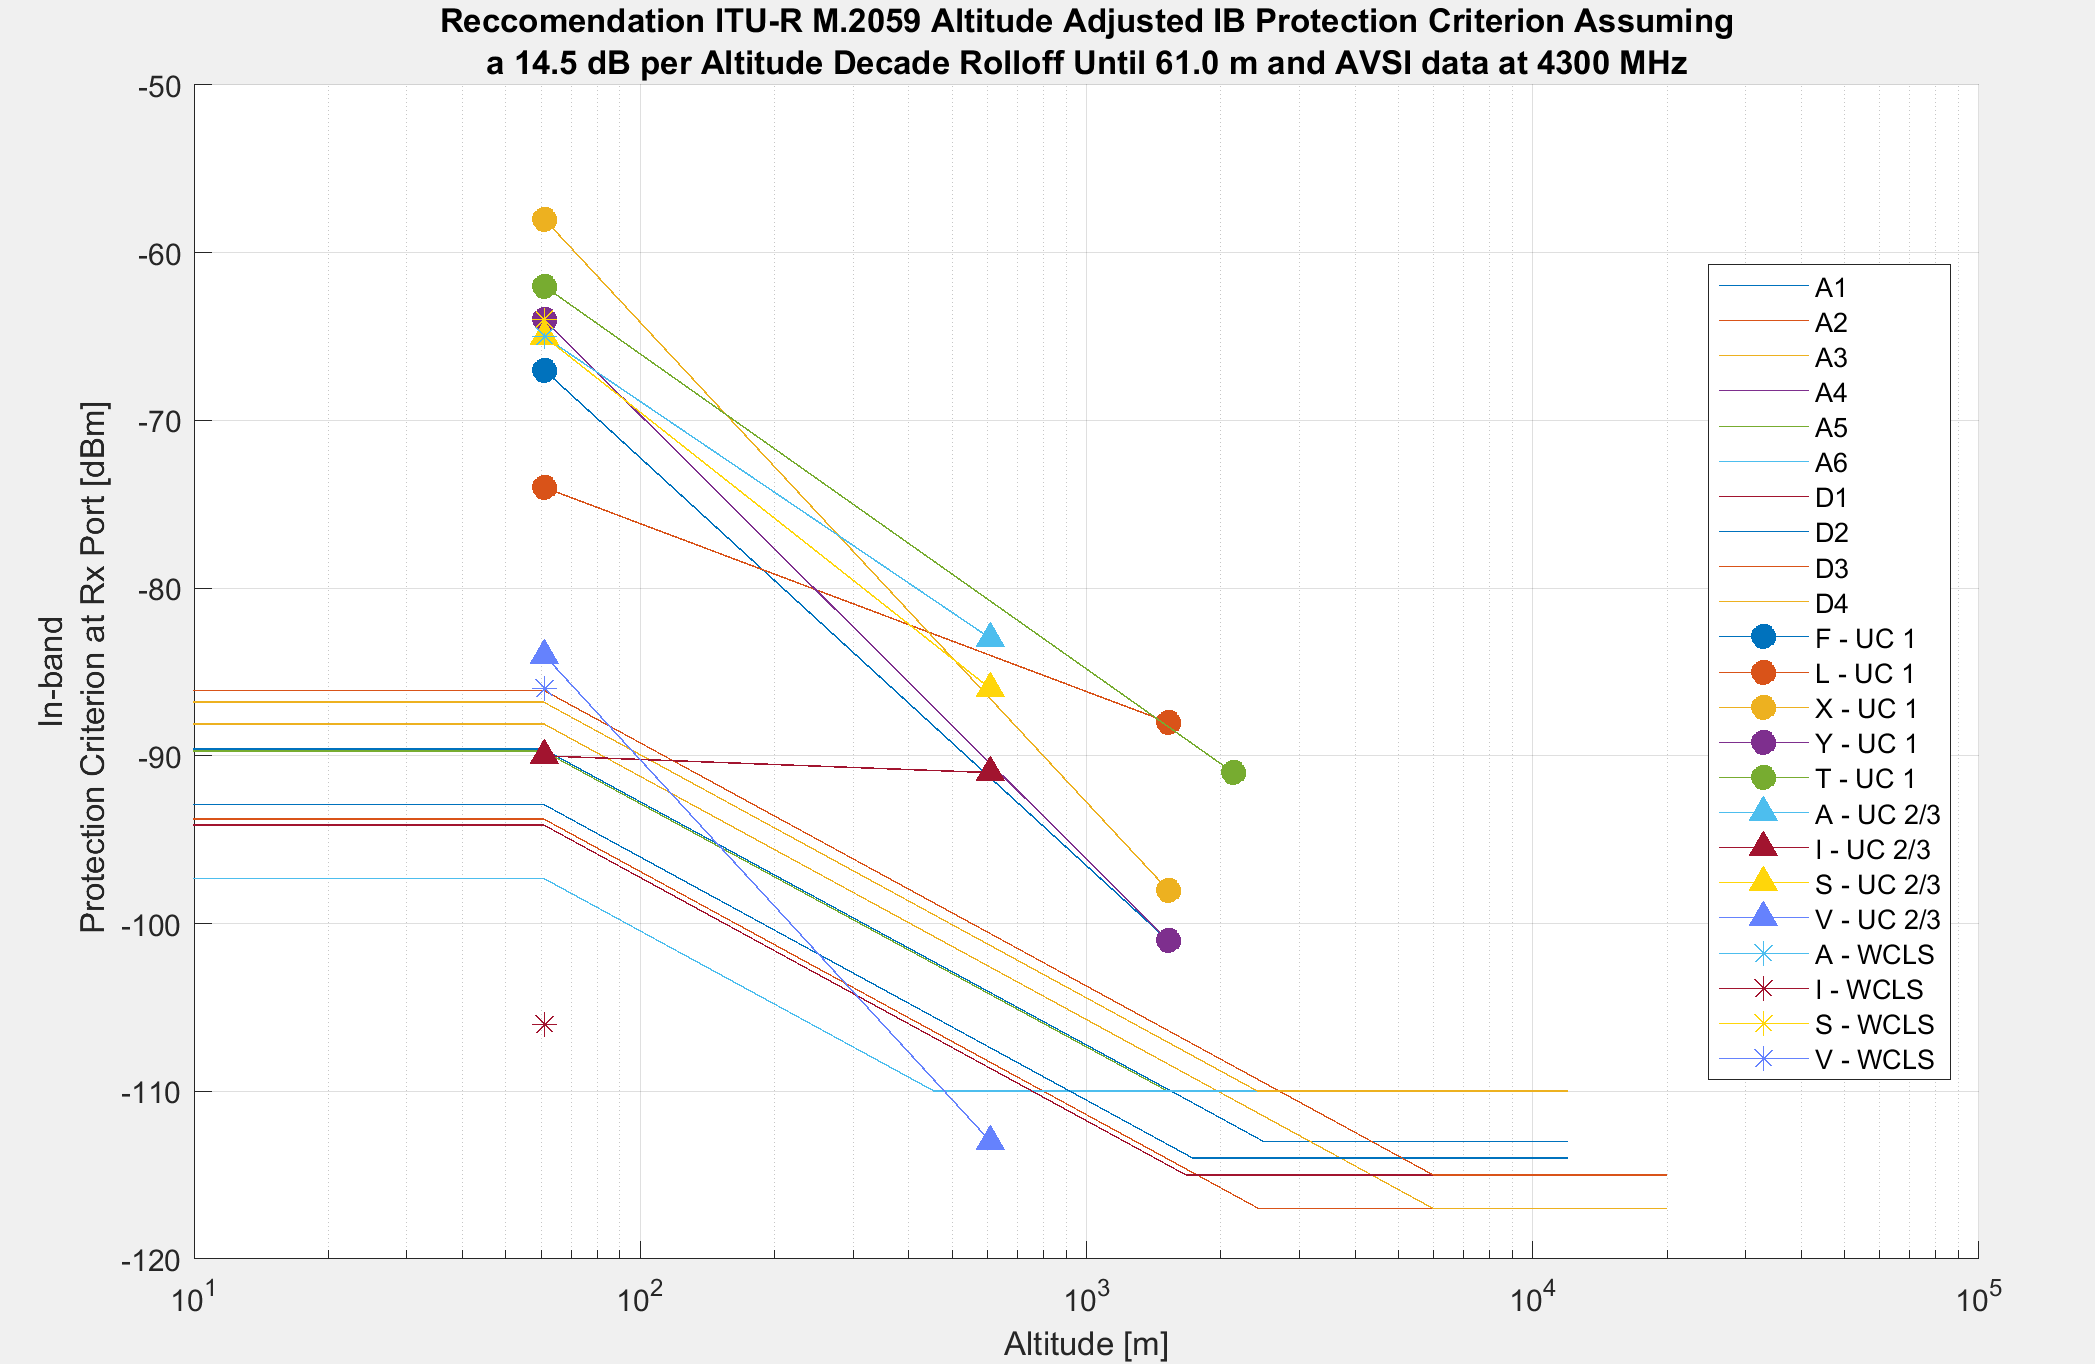 Reccomendation ITU-R M.2059 Altitude Adjusted IB Protection Criterion Assuming
a 14.5 dB per Altitude Decade Rolloff Until 61.0 m and AVSI data at 4300 MHz
In-band
Protection Criterion at Rx Port [dBm]
-50
-60
-70
-80
-90
-100
-110
-120
10^1
10^2
10^3
10^4
10^5
Altitude [m]
A1
A2
A3
A4
A5
A6
D1
D2
D3
D4
F - UC 1
L - UC 1
X - UC 1
Y - UC 1
T - UC 1
A - UC 2/3
I - UC 2/3
S - UC 2/3
V - UC 2/3
A - WCLS
I - WCLS
S - WCLS
V - WCLS